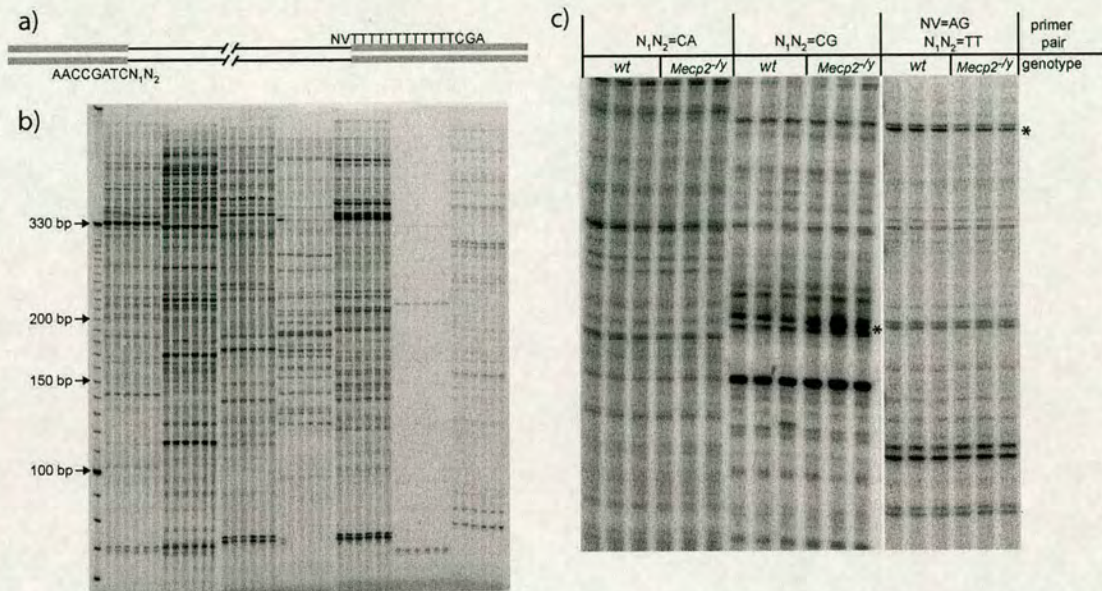 a)
NVTTTTTTTTTTTTTCGA
AACCGATCN₁N₂
b)
330 bp
200 bp
150 bp
100 bp
c)
N₁N₂=CA
N₁N₂=CG
NV=AG
N₁N₂=TT
primer
pair
wt
Mecp2⁻/y
wt
Mecp2⁻/y
wt
Mecp2⁻/y
genotype
*
*